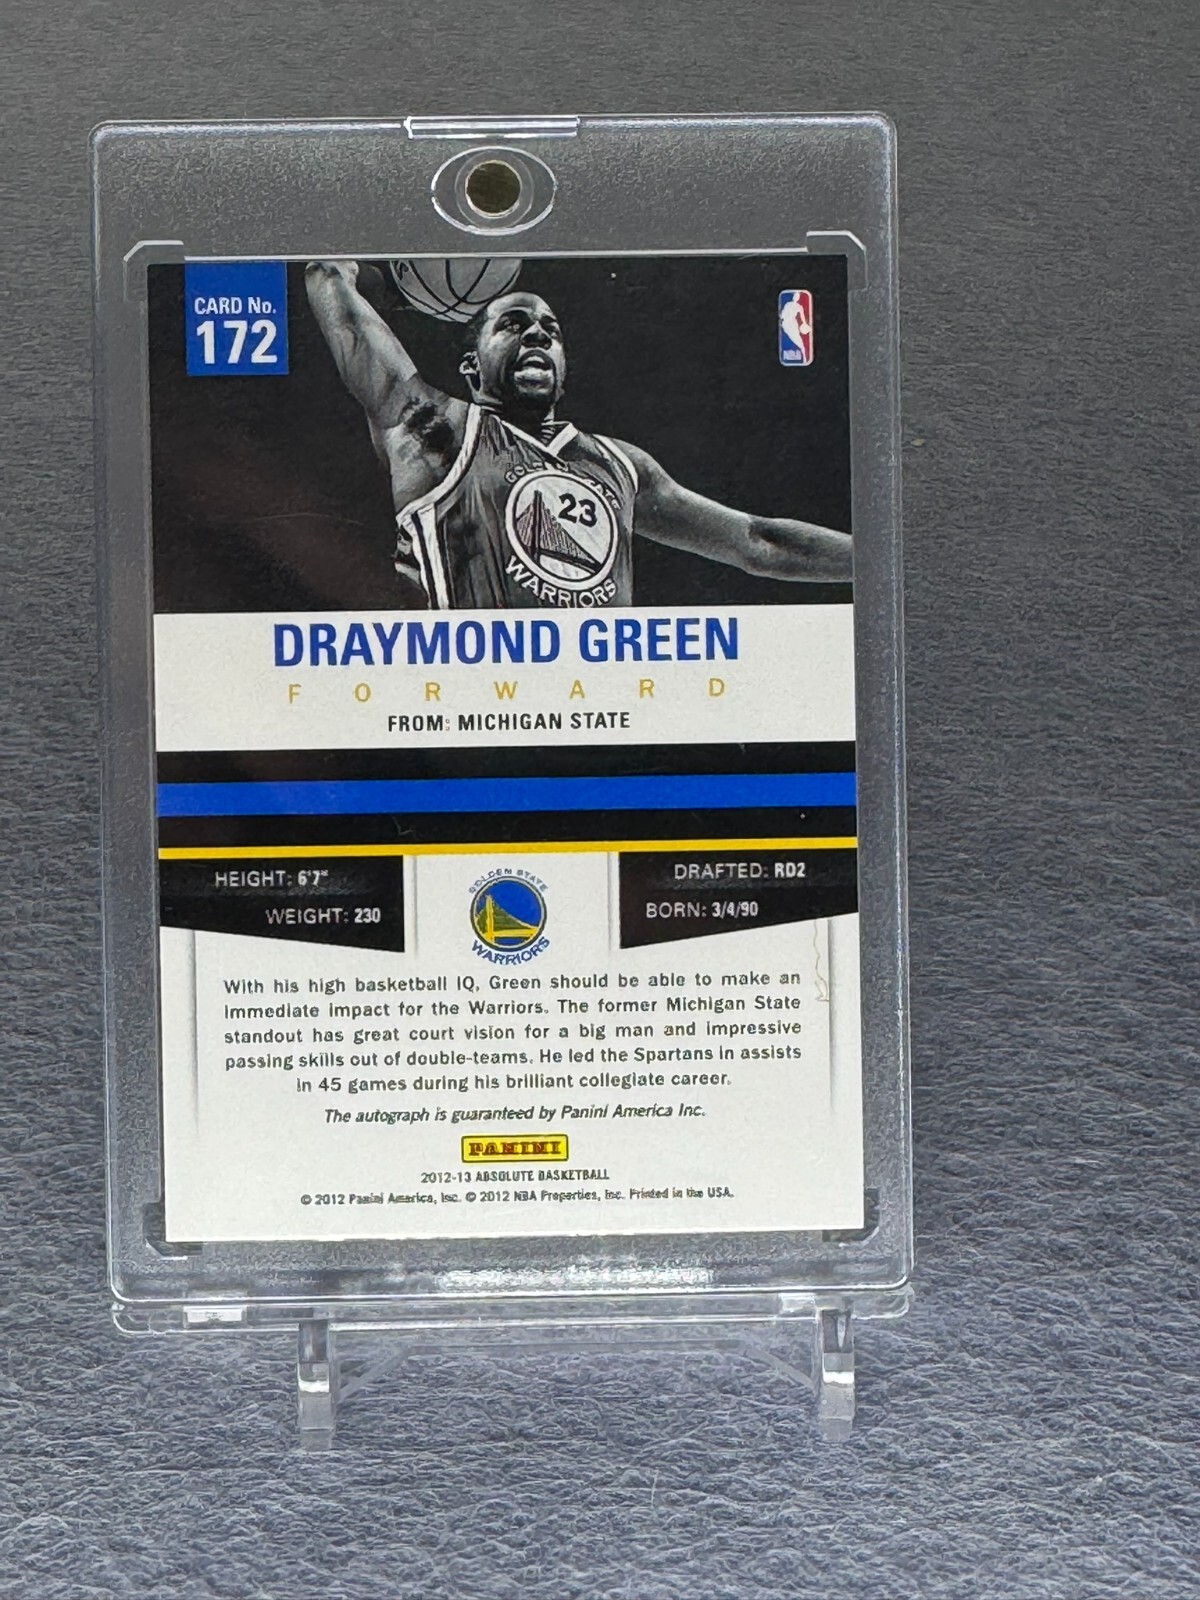 CARD No.
172
NBA
GOLDEN STATE
23
WARRIORS
DRAYMOND GREEN
FORWARD
FROM: MICHIGAN STATE
HEIGHT: 6'7"
WEIGHT: 230
GOLDEN STATE
WARRIORS
DRAFTED: RD2
BORN: 3/4/90
With his high basketball IQ, Green should be able to make an
immediate impact for the Warriors. The former Michigan State
standout has great court vision for a big man and impressive
passing skills out of double-teams. He led the Spartans in assists
in 45 games during his brilliant collegiate career.
The autograph is guaranteed by Panini America Inc.
PANINI
2012-13 ABSOLUTE BASKETBALL
© 2012 Panini America, Inc. © 2012 NBA Properties, Inc. Printed in the USA.